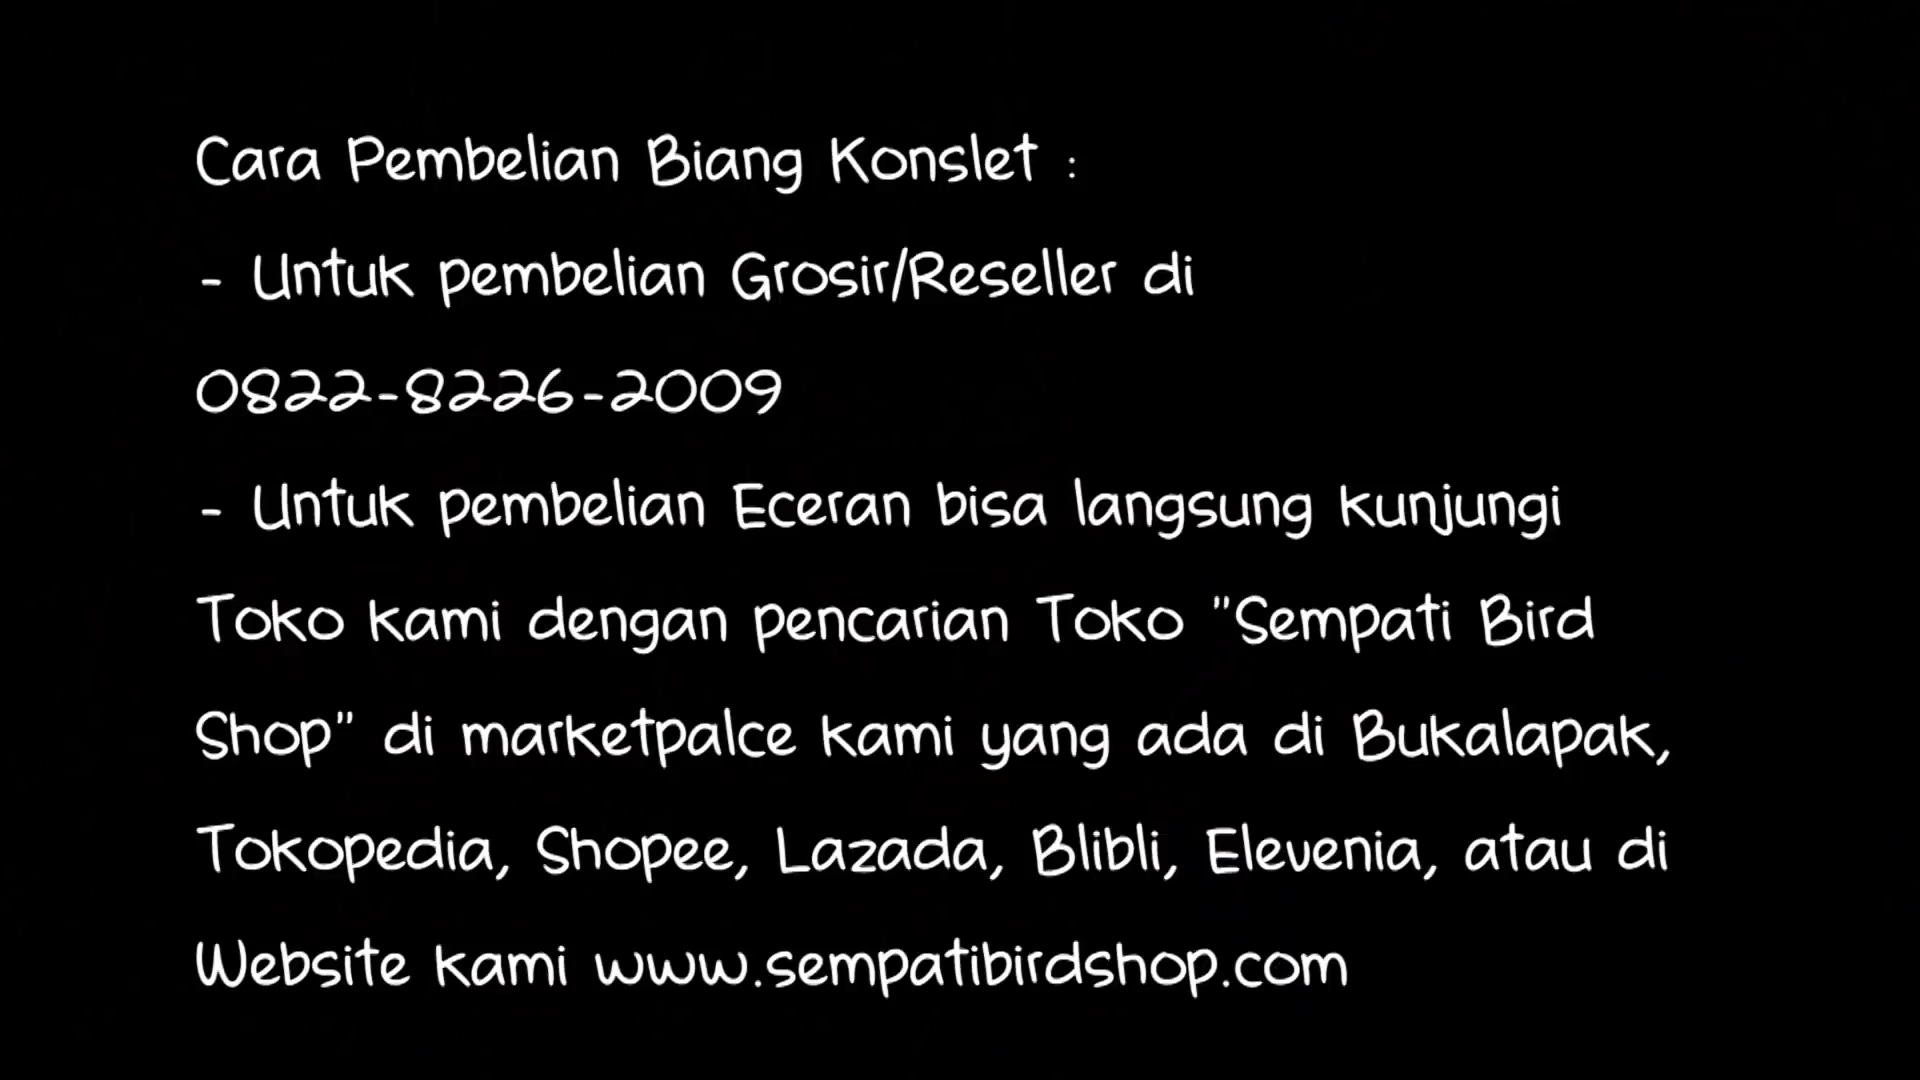 Cara Pembelian Biang Konslet :
- Untuk pembelian Grosir/Reseller di
0822-8226-2009
- Untuk pembelian Eceran bisa langsung kunjungi
Toko kami dengan pencarian Toko "Sempati Bird
Shop" di marketpalce kami yang ada di Bukalapak,
Tokopedia, Shopee, Lazada, Blibli, Elevenia, atau di
Website kami www.sempatibirdshop.com